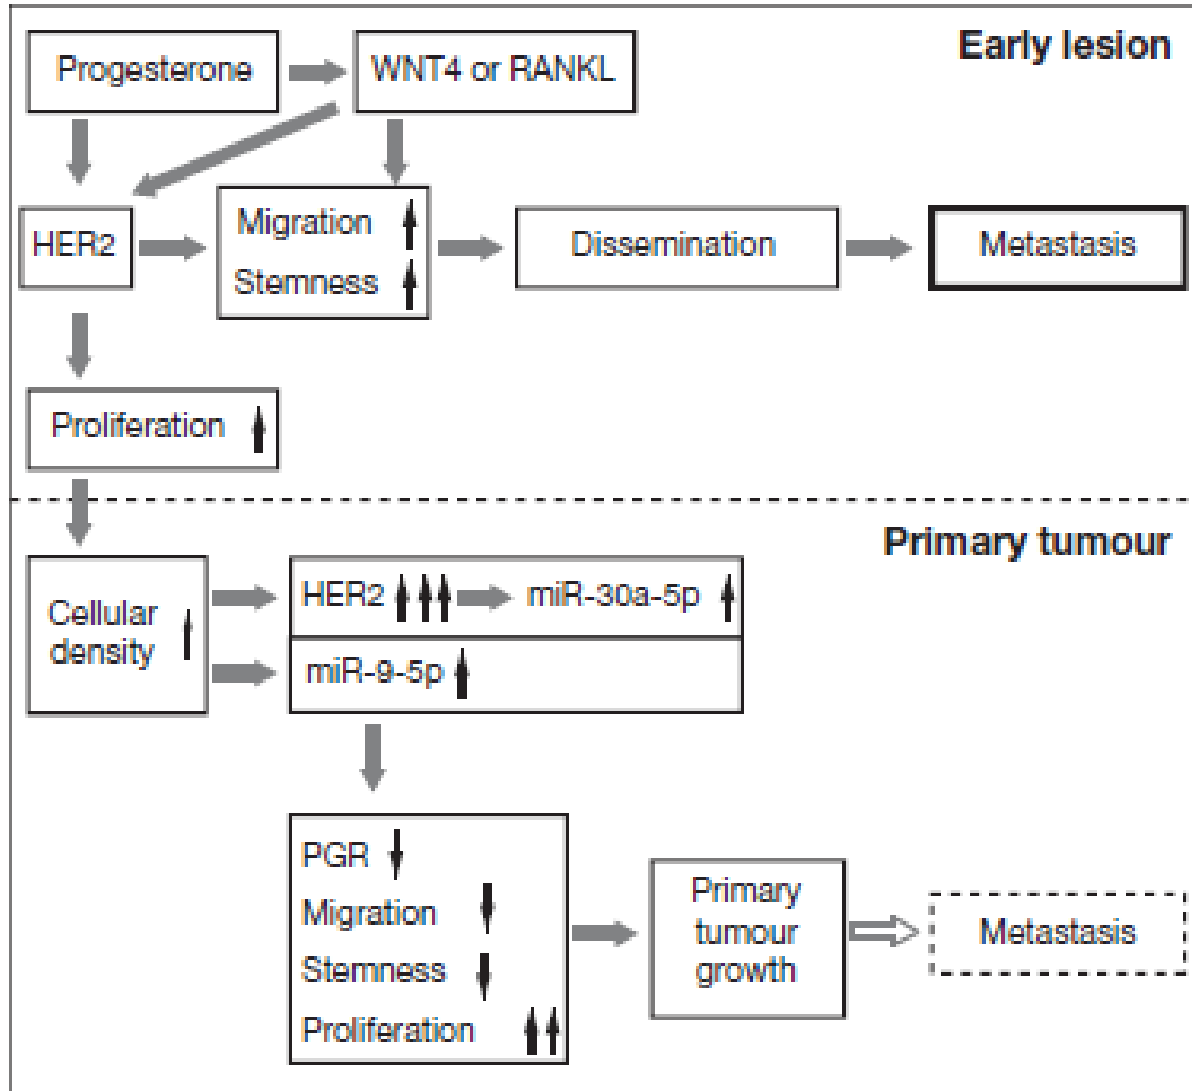 Early lesion
Progesterone
WNT4 or RANKL
HER2
Migration
Stemness
Dissemination
Metastasis
Proliferation
Primary tumour
Cellular
density
HER2
miR-30a-5p
miR-9-5p
PGR
Migration
Stemness
Proliferation
Primary
tumour
growth
Metastasis